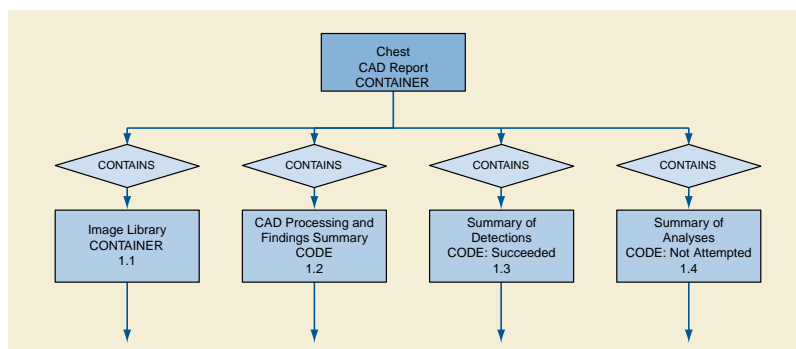 Chest
CAD Report
CONTAINER
CONTAINS
CONTAINS
CONTAINS
CONTAINS
Image Library
CONTAINER
1.1
CAD Processing and
Findings Summary
CODE
1.2
Summary of
Detections
CODE: Succeeded
1.3
Summary of
Analyses
CODE: Not Attempted
1.4